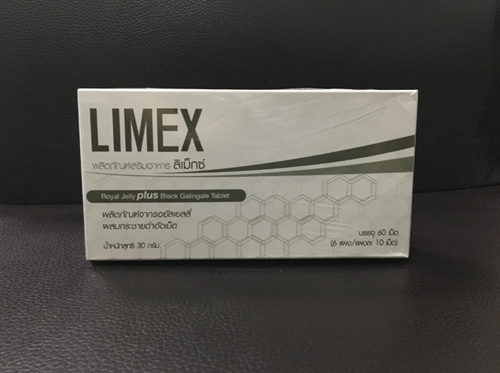 LIMEX
ผลิตภัณฑ์เสริมอาหาร ลิเม็กซ์
Royal Jelly plus Black Galingale Tablet
ผลิตภัณฑ์จากรอยัลเยลลี่
ผสมกระชายดำอัดเม็ด
น้ำหนักสุทธิ 30 กรัม
บรรจุ 60 เม็ด
(6 แผง/แผงละ 10 เม็ด)